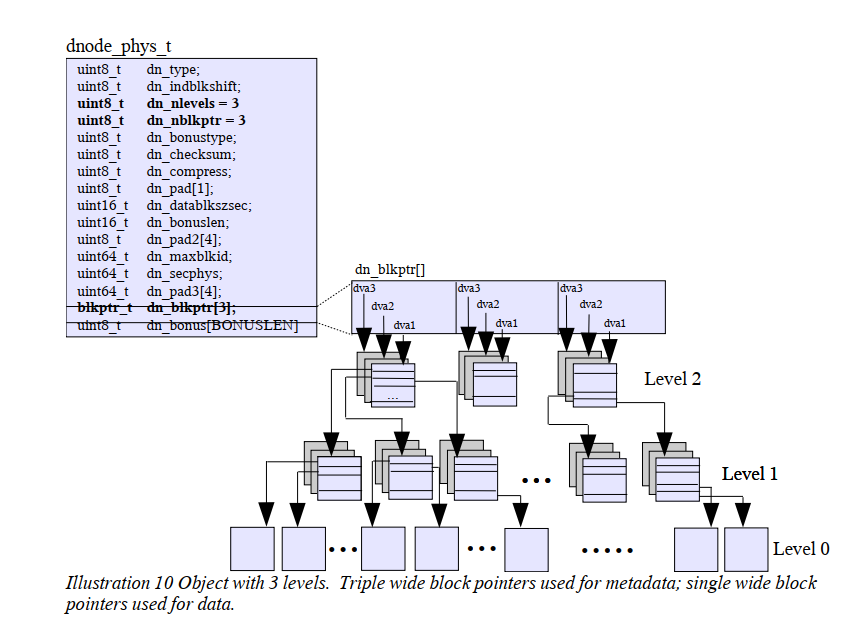 dnode_phys_t
uint8_t dn_type;
uint8_t dn_indblkshift;
uint8_t dn_nlevels = 3
uint8_t dn_nblkptr = 3
uint8_t dn_bonustype;
uint8_t dn_checksum;
uint8_t dn_compress;
uint8_t dn_pad[1];
uint16_t dn_datablkszsec;
uint16_t dn_bonuslen;
uint8_t dn_pad2[4];
uint64_t dn_maxblkid;
uint64_t dn_secphys;
uint64_t dn_pad3[4];
blkptr_t dn_blkptr[3];
uint8_t dn_bonus[BONUSLEN]
dn_blkptr[]
dva3 dva3 dva3
dva2 dva2 dva2
dva1 dva1 dva1
...
Level 2
...
Level 1
... ... .....
Level 0
Illustration 10 Object with 3 levels. Triple wide block pointers used for metadata; single wide block
pointers used for data.